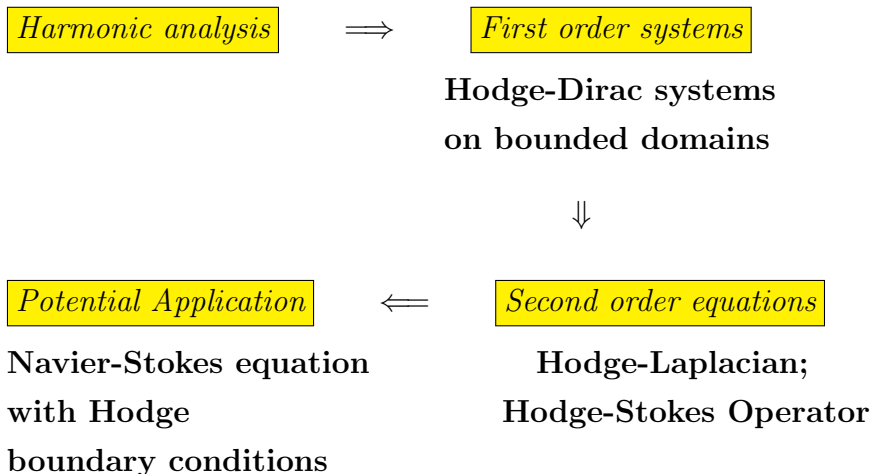 Harmonic analysis ⟹ First order systems
Hodge-Dirac systems
on bounded domains
⇓
Potential Application ⟸ Second order equations
Navier-Stokes equation Hodge-Laplacian;
with Hodge Hodge-Stokes Operator
boundary conditions